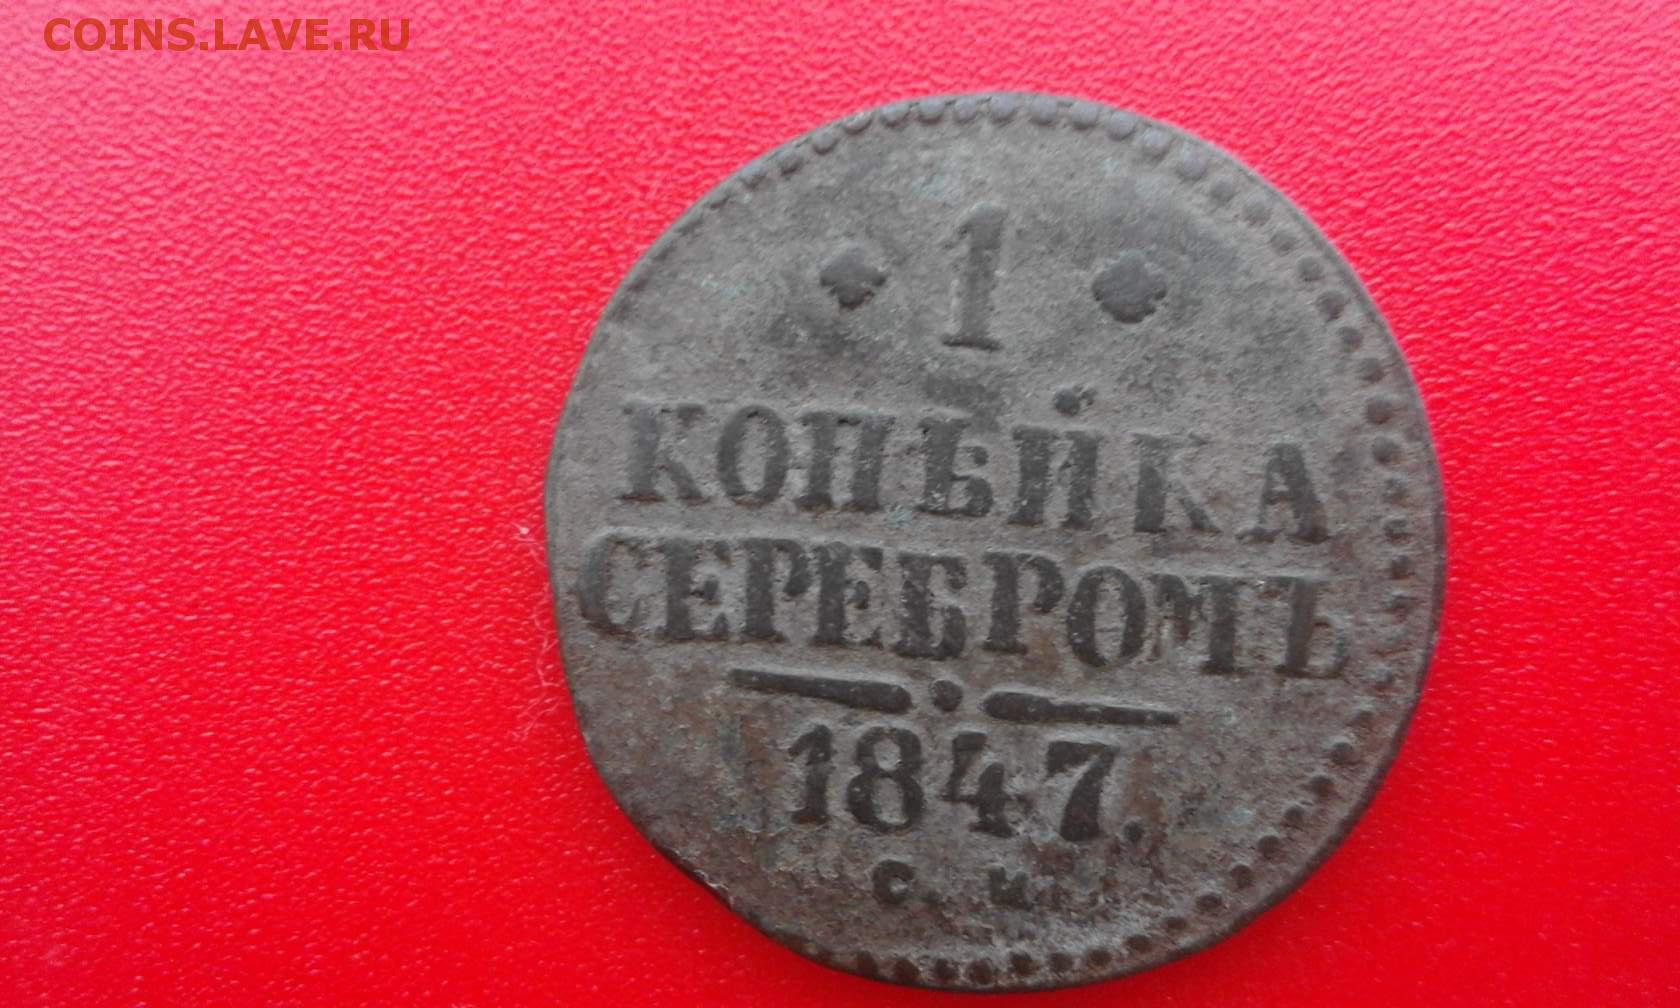 COINS.LAVE.RU
1
КОПѢЙКА
СЕРЕБРОМЪ
1847.
С. М.